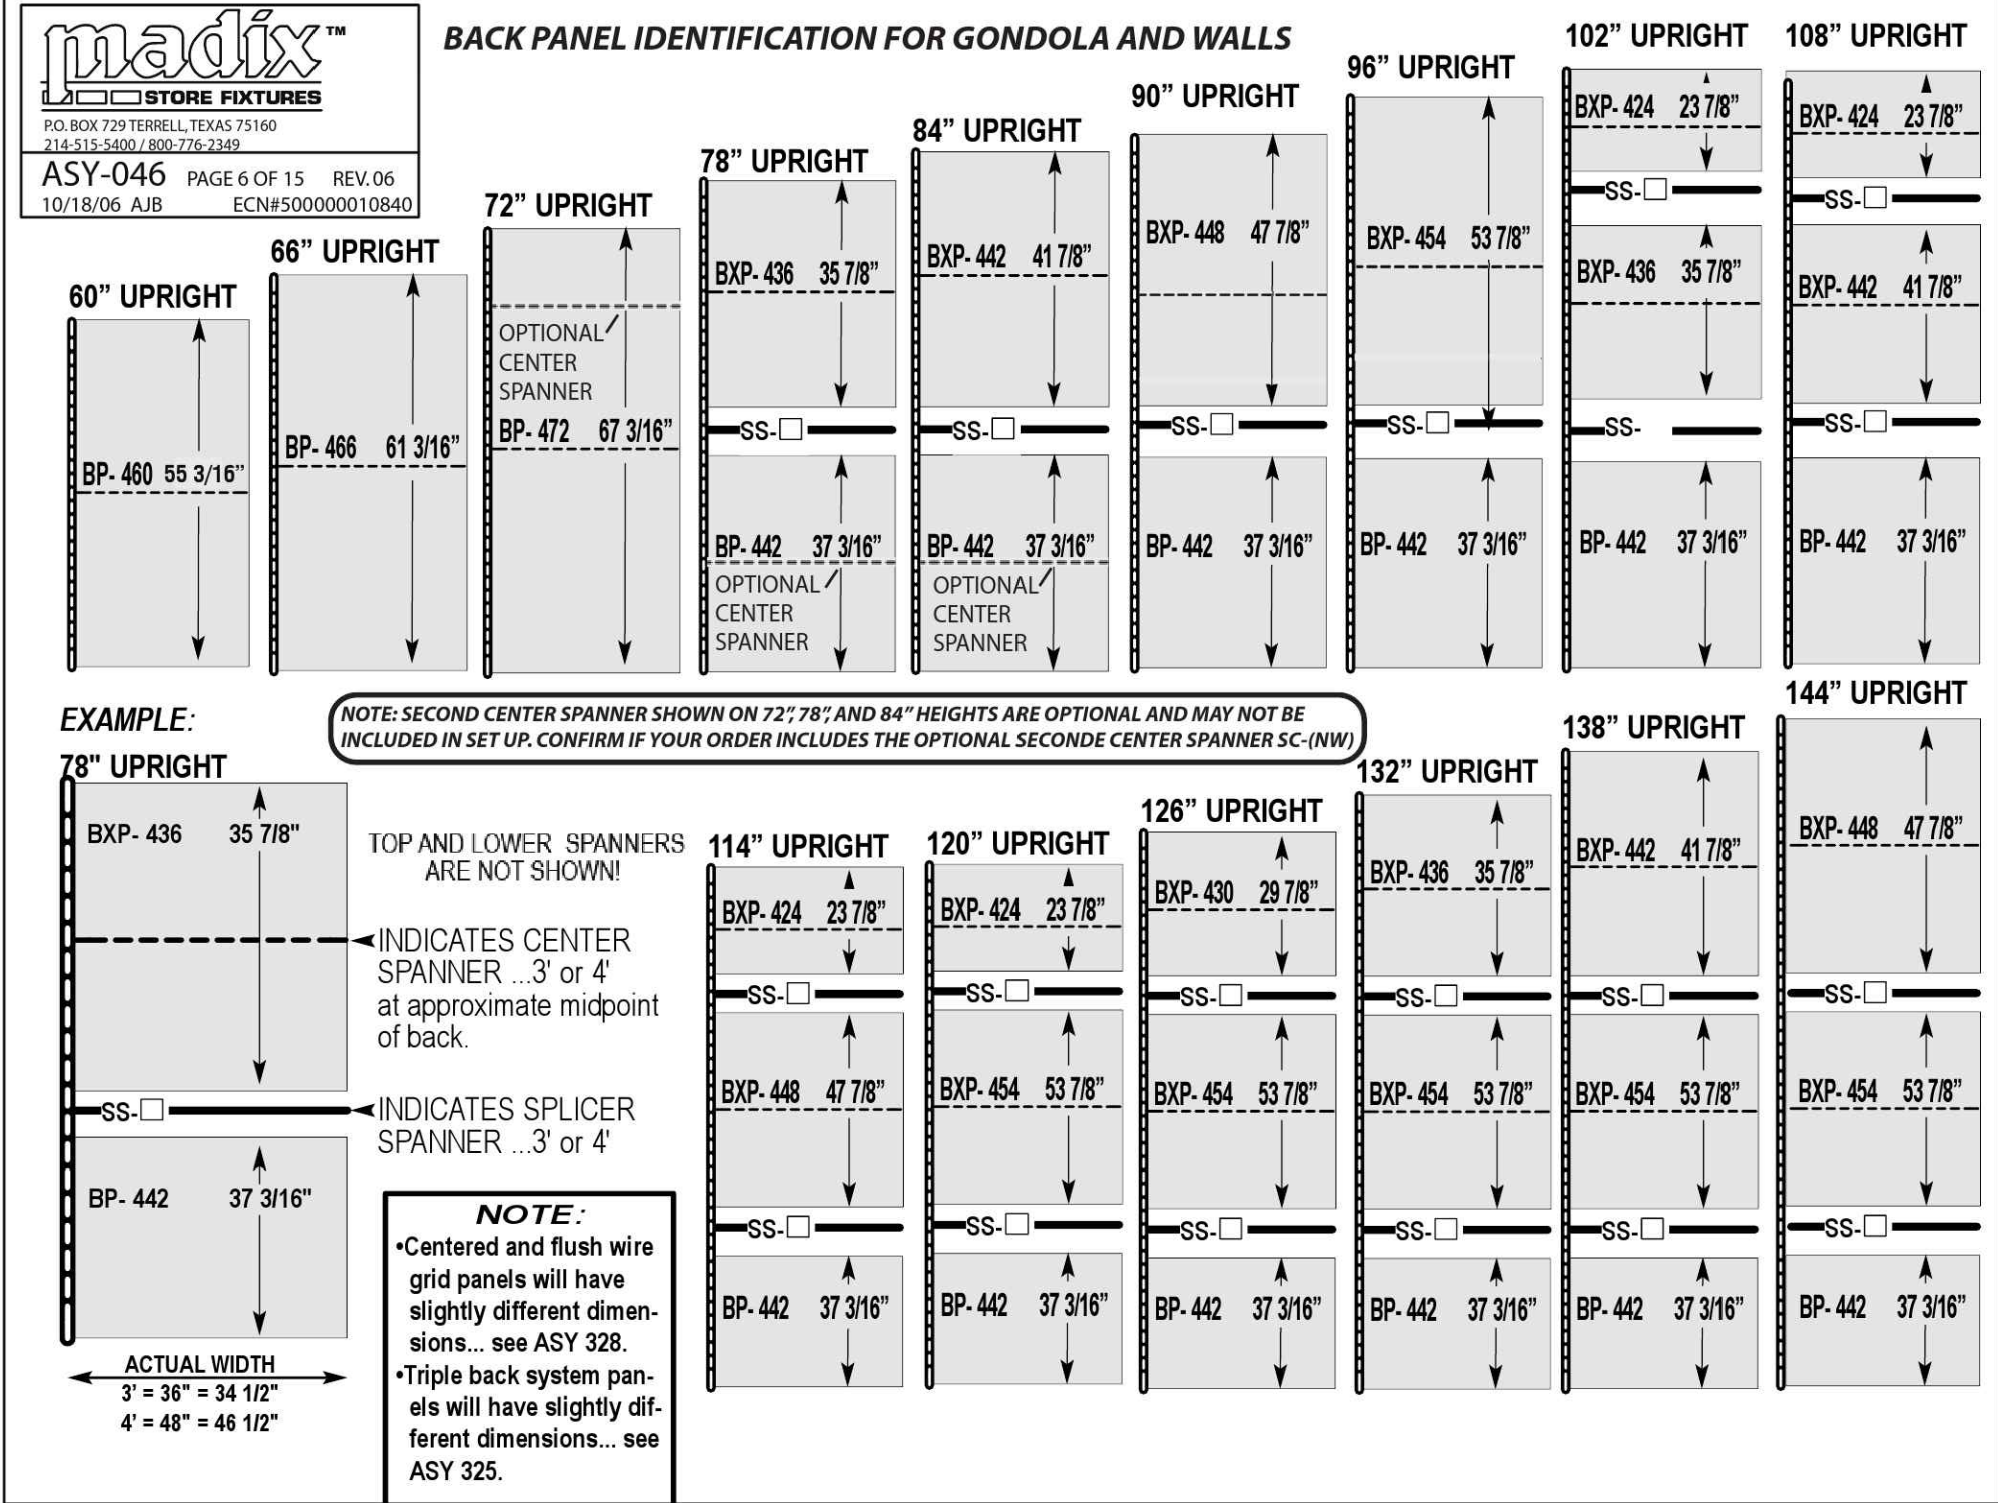 madix™
STORE FIXTURES
P.O. BOX 729 TERRELL, TEXAS 75160
214-515-5400 / 800-776-2349
ASY-046 PAGE 6 OF 15 REV. 06
10/18/06 AJB ECN#500000010840
BACK PANEL IDENTIFICATION FOR GONDOLA AND WALLS
60” UPRIGHT
BP- 460 55 3/16”
66” UPRIGHT
BP- 466 61 3/16”
72” UPRIGHT
OPTIONAL
CENTER
SPANNER
BP- 472 67 3/16”
78” UPRIGHT
BXP- 436 35 7/8”
SS-
BP- 442 37 3/16”
OPTIONAL
CENTER
SPANNER
84” UPRIGHT
BXP- 442 41 7/8”
SS-
BP- 442 37 3/16”
OPTIONAL
CENTER
SPANNER
90” UPRIGHT
BXP- 448 47 7/8”
SS-
BP- 442 37 3/16”
96” UPRIGHT
BXP- 454 53 7/8”
SS-
BP- 442 37 3/16”
102” UPRIGHT
BXP- 424 23 7/8”
SS-
BXP- 436 35 7/8”
SS-
BP- 442 37 3/16”
108” UPRIGHT
BXP- 424 23 7/8”
SS-
BXP- 442 41 7/8”
SS-
BP- 442 37 3/16”
NOTE: SECOND CENTER SPANNER SHOWN ON 72”, 78”, AND 84” HEIGHTS ARE OPTIONAL AND MAY NOT BE
INCLUDED IN SET UP. CONFIRM IF YOUR ORDER INCLUDES THE OPTIONAL SECONDE CENTER SPANNER SC-(NW)
EXAMPLE:
78" UPRIGHT
BXP- 436 35 7/8"
SS-
BP- 442 37 3/16"
ACTUAL WIDTH
3’ = 36" = 34 1/2"
4’ = 48" = 46 1/2"
TOP AND LOWER SPANNERS
ARE NOT SHOWN!
INDICATES CENTER
SPANNER ...3' or 4'
at approximate midpoint
of back.
INDICATES SPLICER
SPANNER ...3' or 4'
NOTE:
•Centered and flush wire
grid panels will have
slightly different dimen-
sions... see ASY 328.
•Triple back system pan-
els will have slightly dif-
ferent dimensions... see
ASY 325.
114” UPRIGHT
BXP- 424 23 7/8”
SS-
BXP- 448 47 7/8”
SS-
BP- 442 37 3/16”
120” UPRIGHT
BXP- 424 23 7/8”
SS-
BXP- 454 53 7/8”
SS-
BP- 442 37 3/16”
126” UPRIGHT
BXP- 430 29 7/8”
SS-
BXP- 454 53 7/8”
SS-
BP- 442 37 3/16”
132” UPRIGHT
BXP- 436 35 7/8”
SS-
BXP- 454 53 7/8”
SS-
BP- 442 37 3/16”
138” UPRIGHT
BXP- 442 41 7/8”
SS-
BXP- 454 53 7/8”
SS-
BP- 442 37 3/16”
144” UPRIGHT
BXP- 448 47 7/8”
SS-
BXP- 454 53 7/8”
SS-
BP- 442 37 3/16”